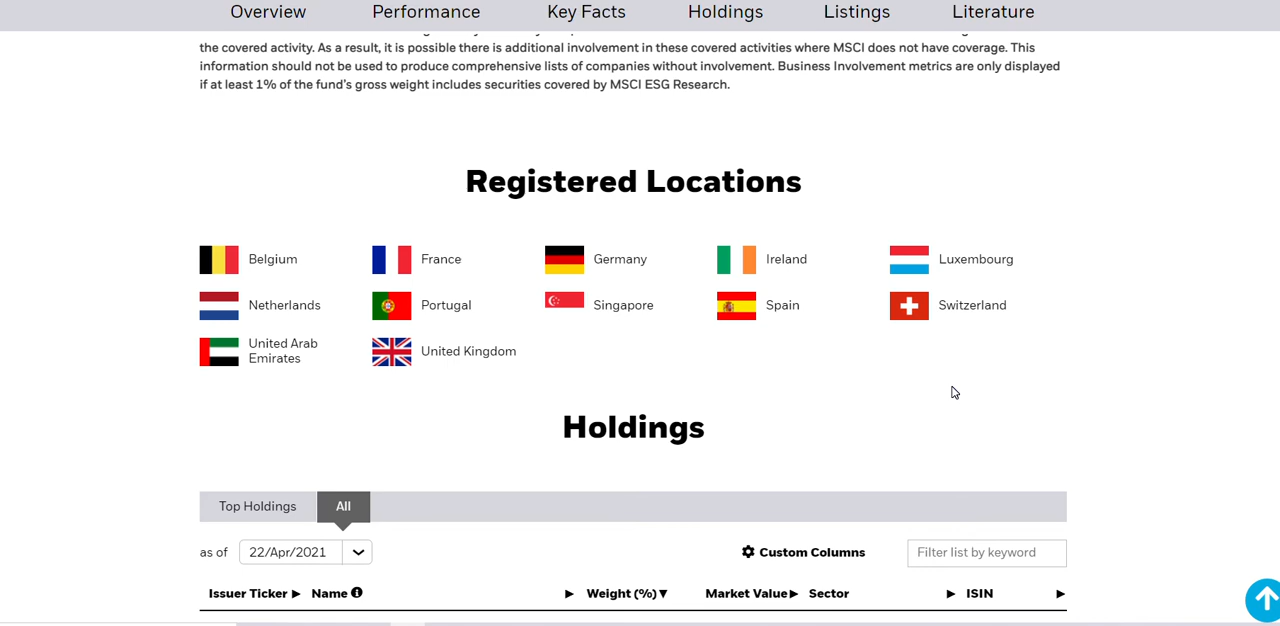 Overview Performance Key Facts Holdings Listings Literature
the covered activity. As a result, it is possible there is additional involvement in these covered activities where MSCI does not have coverage. This
information should not be used to produce comprehensive lists of companies without involvement. Business Involvement metrics are only displayed
if at least 1% of the fund's gross weight includes securities covered by MSCI ESG Research.
Registered Locations
Belgium France Germany Ireland Luxembourg
Netherlands Portugal Singapore Spain Switzerland
United Arab
Emirates
United Kingdom
Holdings
Top Holdings All
as of 22/Apr/2021 Custom Columns Filter list by keyword
Issuer Ticker Name Weight (%) Market Value Sector ISIN